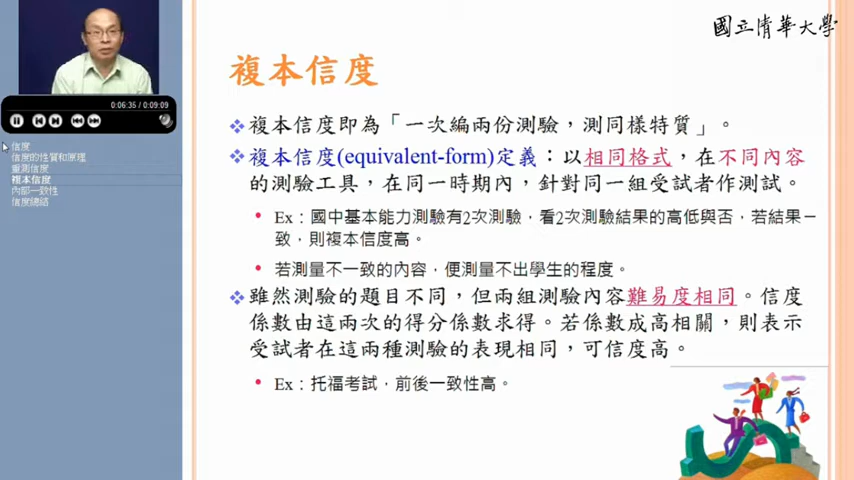 國立清華大學
0:06:35 / 0:09:09
信度
信度的性質和原理
重測信度
複本信度
內部一致性
信度總結
複本信度
複本信度即為「一次編兩份測驗，測同樣特質」。
複本信度(equivalent-form)定義：以相同格式，在不同內容
的測驗工具，在同一時期內，針對同一組受試者作測試。
Ex：國中基本能力測驗有2次測驗，看2次測驗結果的高低與否，若結果一
致，則複本信度高。
若測量不一致的內容，便測量不出學生的程度。
雖然測驗的題目不同，但兩組測驗內容難易度相同。信度
係數由這兩次的得分係數求得。若係數成高相關，則表示
受試者在這兩種測驗的表現相同，可信度高。
Ex：托福考試，前後一致性高。